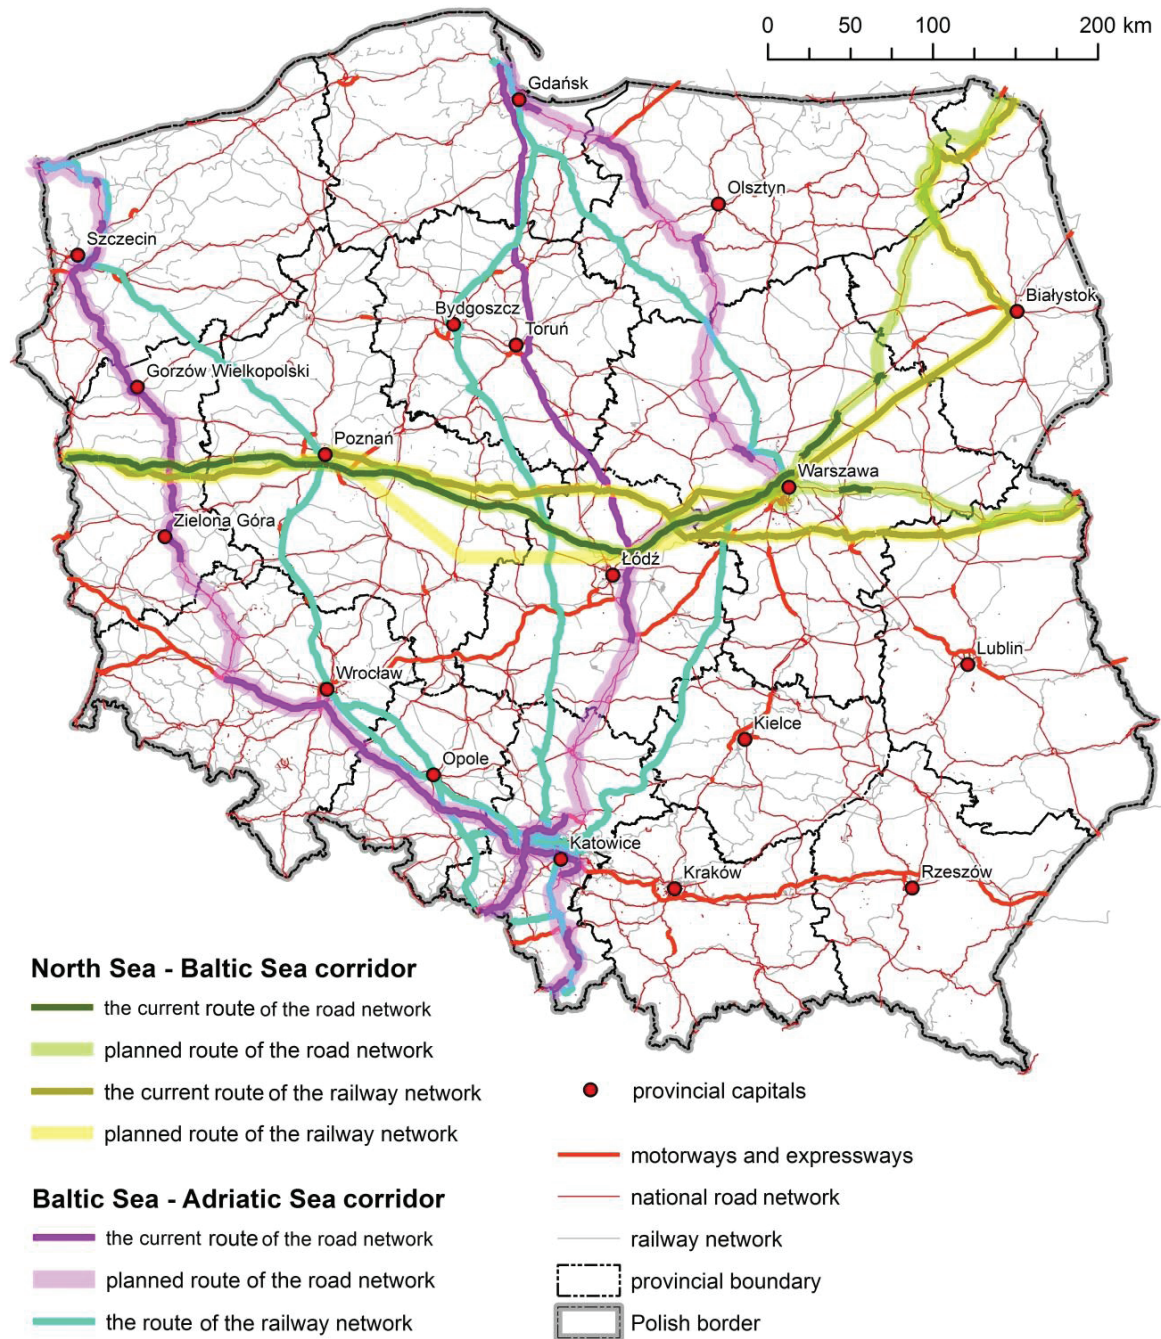 0 50 100 200 km
Gdańsk
Olsztyn
Szczecin
Białystok
Bydgoszcz
Toruń
Gorzów Wielkopolski
Poznań
Warszawa
Zielona Góra
Łódź
Lublin
Wrocław
Kielce
Opole
Katowice
Kraków
Rzeszów
North Sea - Baltic Sea corridor
the current route of the road network
planned route of the road network
the current route of the railway network
planned route of the railway network
Baltic Sea - Adriatic Sea corridor
the current route of the road network
planned route of the road network
the route of the railway network
provincial capitals
motorways and expressways
national road network
railway network
provincial boundary
Polish border